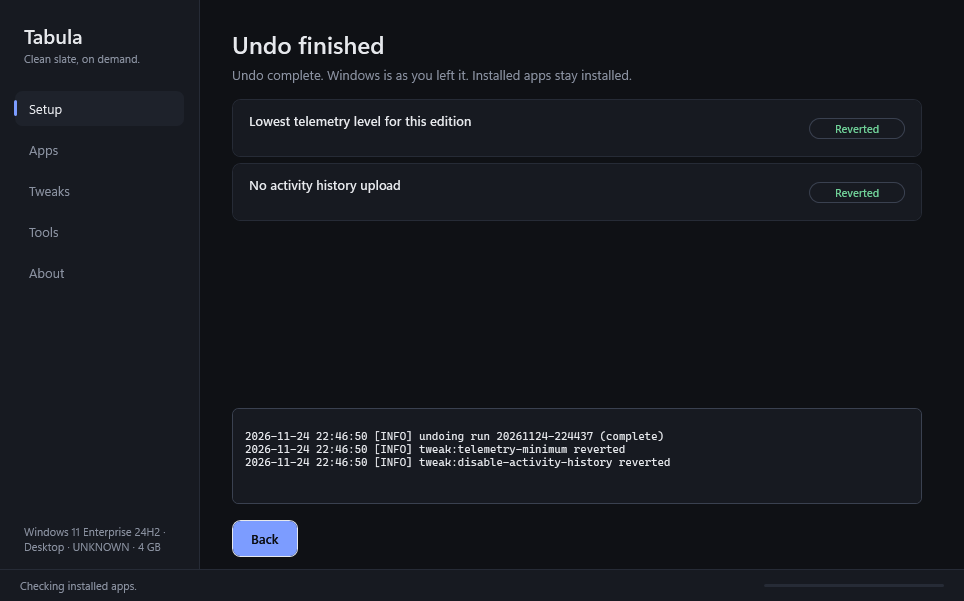 Tabula
Clean slate, on demand.
Setup
Apps
Tweaks
Tools
About
Windows 11 Enterprise 24H2 ·
Desktop · UNKNOWN · 4 GB
Undo finished
Undo complete. Windows is as you left it. Installed apps stay installed.
Lowest telemetry level for this edition
Reverted
No activity history upload
Reverted
2026-11-24 22:46:50 [INFO] undoing run 20261124-224437 (complete)
2026-11-24 22:46:50 [INFO] tweak:telemetry-minimum reverted
2026-11-24 22:46:50 [INFO] tweak:disable-activity-history reverted
Back
Checking installed apps.